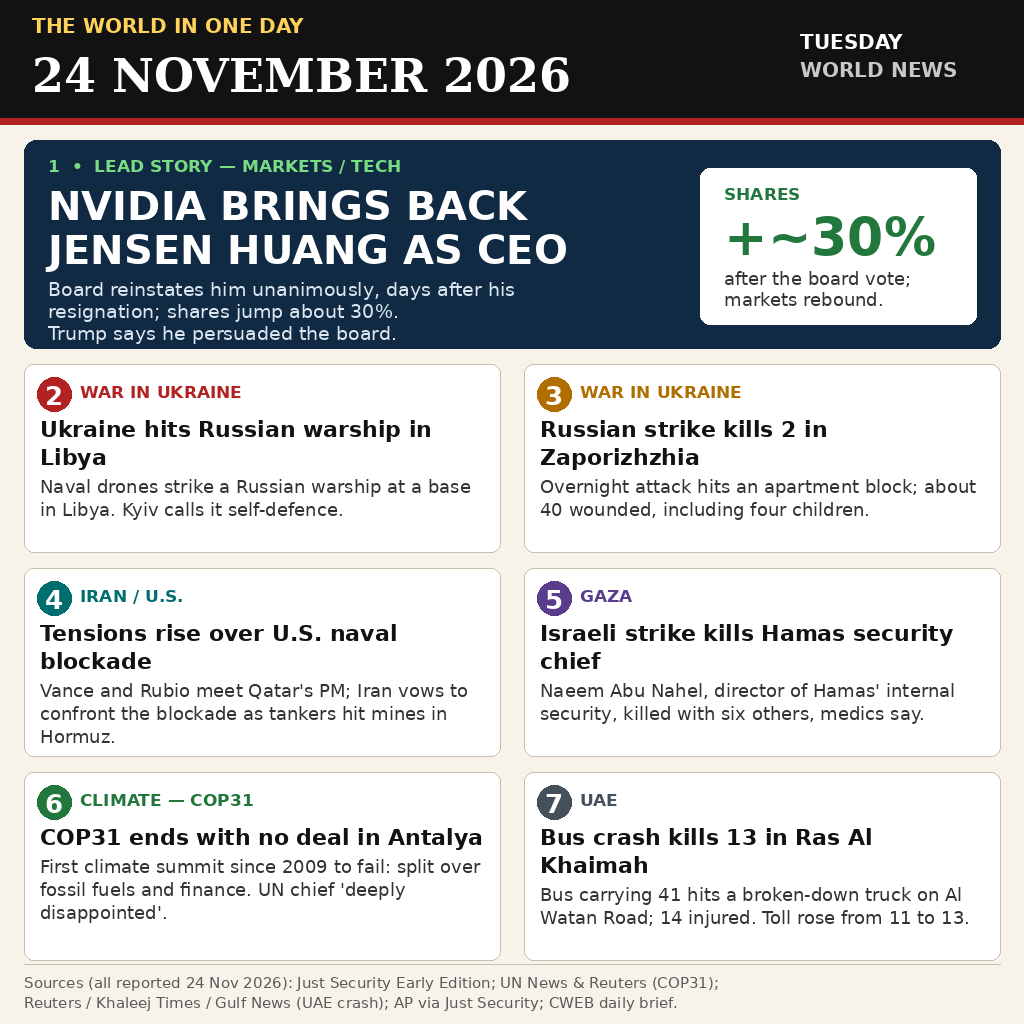 THE WORLD IN ONE DAY
24 NOVEMBER 2026
TUESDAY
WORLD NEWS
1 • LEAD STORY — MARKETS / TECH
NVIDIA BRINGS BACK
JENSEN HUANG AS CEO
Board reinstates him unanimously, days after his
resignation; shares jump about 30%.
Trump says he persuaded the board.
SHARES
+~30%
after the board vote;
markets rebound.
2 WAR IN UKRAINE
Ukraine hits Russian warship in
Libya
Naval drones strike a Russian warship at a base
in Libya. Kyiv calls it self-defence.
3 WAR IN UKRAINE
Russian strike kills 2 in
Zaporizhzhia
Overnight attack hits an apartment block; about
40 wounded, including four children.
4 IRAN / U.S.
Tensions rise over U.S. naval
blockade
Vance and Rubio meet Qatar's PM; Iran vows to
confront the blockade as tankers hit mines in
Hormuz.
5 GAZA
Israeli strike kills Hamas security
chief
Naeem Abu Nahel, director of Hamas' internal
security, killed with six others, medics say.
6 CLIMATE — COP31
COP31 ends with no deal in Antalya
First climate summit since 2009 to fail: split over
fossil fuels and finance. UN chief 'deeply
disappointed'.
7 UAE
Bus crash kills 13 in Ras Al
Khaimah
Bus carrying 41 hits a broken-down truck on Al
Watan Road; 14 injured. Toll rose from 11 to 13.
Sources (all reported 24 Nov 2026): Just Security Early Edition; UN News & Reuters (COP31);
Reuters / Khaleej Times / Gulf News (UAE crash); AP via Just Security; CWEB daily brief.